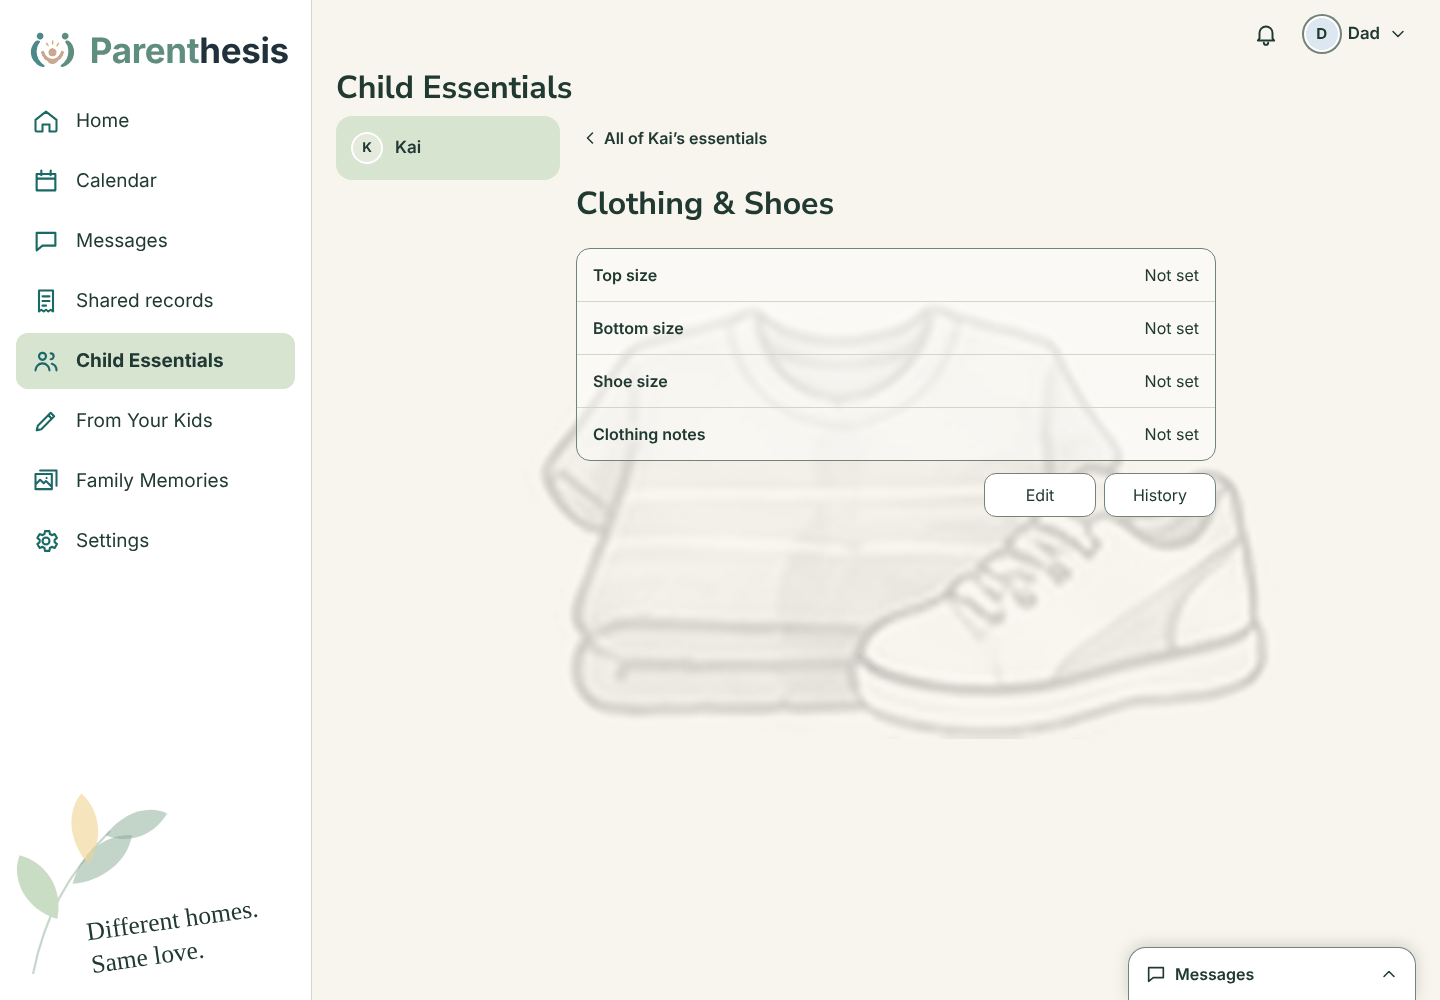 Parenthesis
Home
Calendar
Messages
Shared records
Child Essentials
From Your Kids
Family Memories
Settings
Different homes.
Same love.
D Dad
Child Essentials
K Kai
All of Kai’s essentials
Clothing & Shoes
Top size Not set
Bottom size Not set
Shoe size Not set
Clothing notes Not set
Edit History
Messages